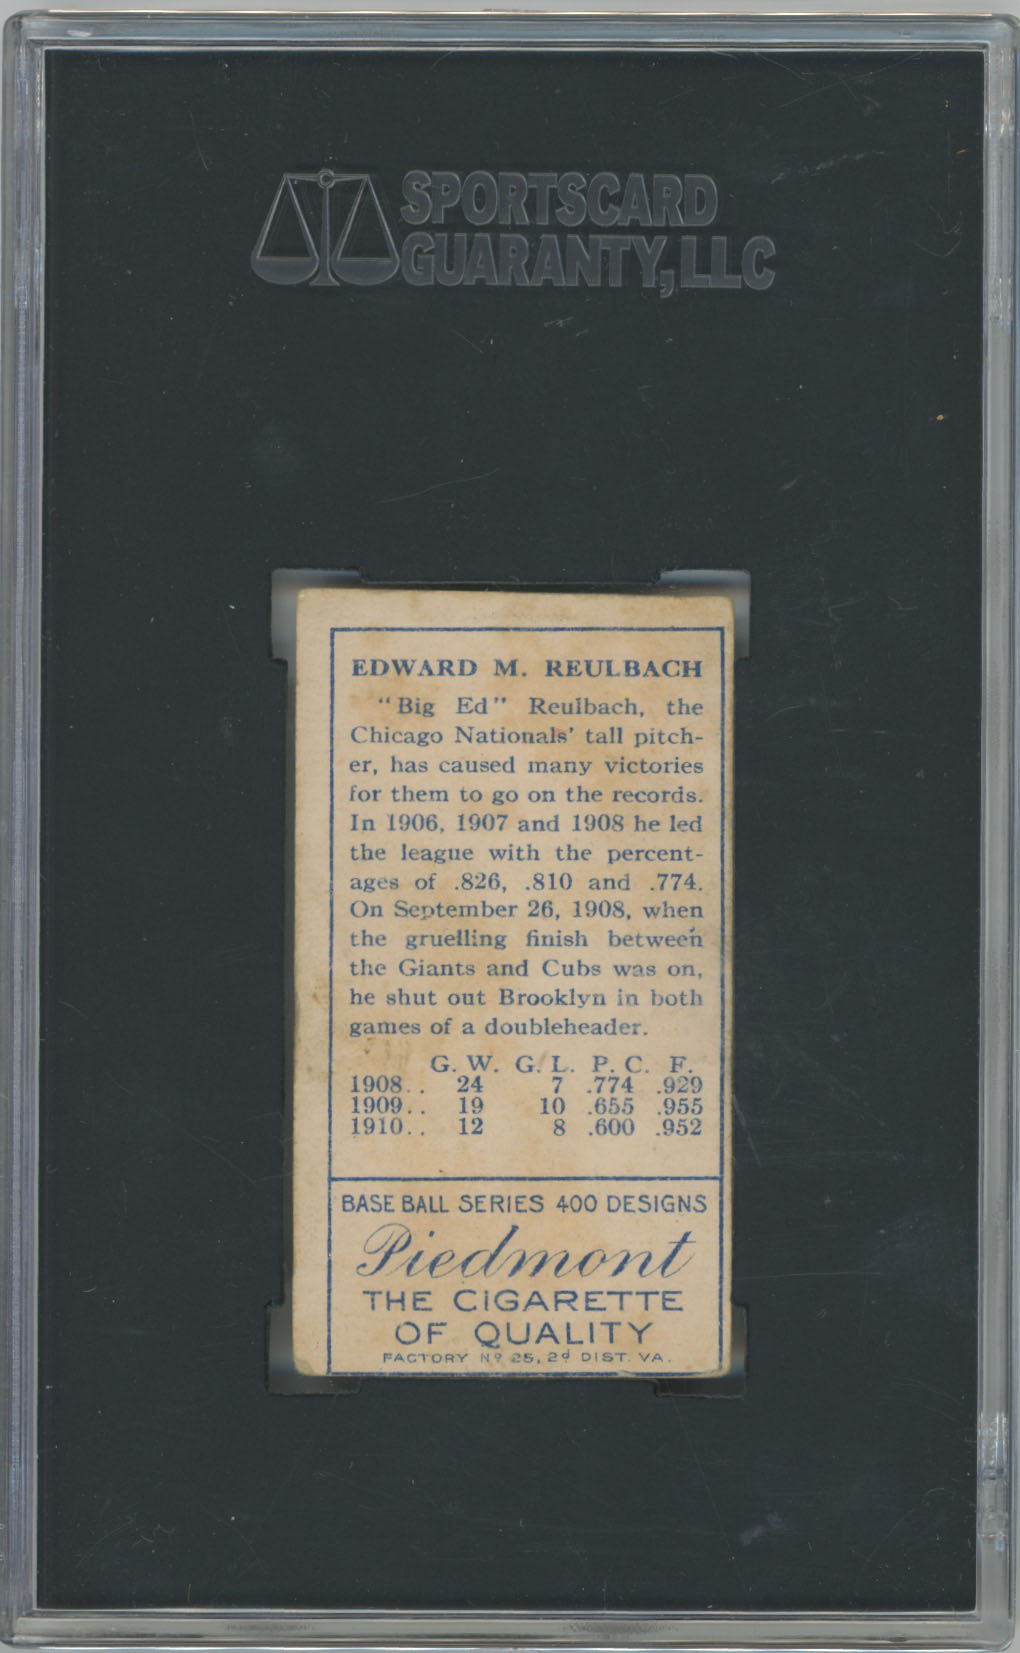 SPORTSCARD
GUARANTY, LLC
EDWARD M. REULBACH
"Big Ed" Reulbach, the
Chicago Nationals' tall pitch-
er, has caused many victories
for them to go on the records.
In 1906, 1907 and 1908 he led
the league with the percent-
ages of .826, .810 and .774.
On September 26, 1908, when
the gruelling finish between
the Giants and Cubs was on,
he shut out Brooklyn in both
games of a doubleheader.
G. W. G. L. P. C. F.
1908.. 24 7 .774 .929
1909.. 19 10 .655 .955
1910.. 12 8 .600 .952
BASE BALL SERIES 400 DESIGNS
Piedmont
THE CIGARETTE
OF QUALITY
FACTORY No 25, 2d DIST. VA.